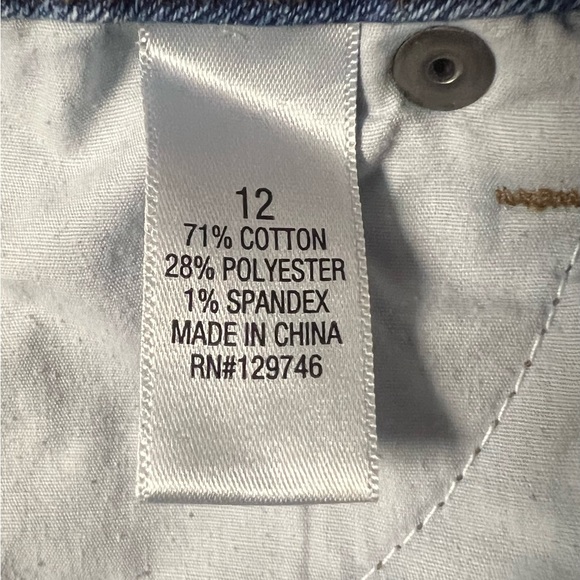 12
71% COTTON
28% POLYESTER
1% SPANDEX
MADE IN CHINA
RN#129746